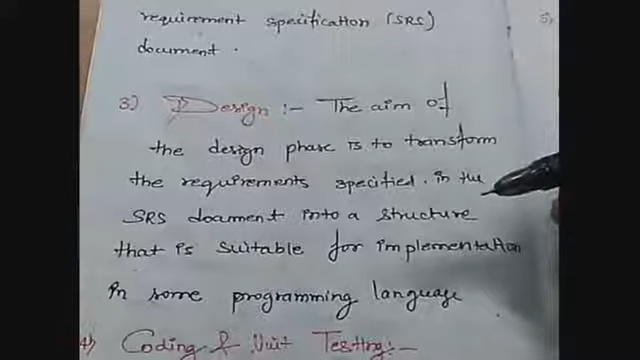 requirement specification (SRS)
document.
3) Design :- The aim of
the design phase is to transform
the requirements specified in the
SRS document into a structure
that is suitable for implementation
in some programming language
4) Coding & Unit Testing:-
5)